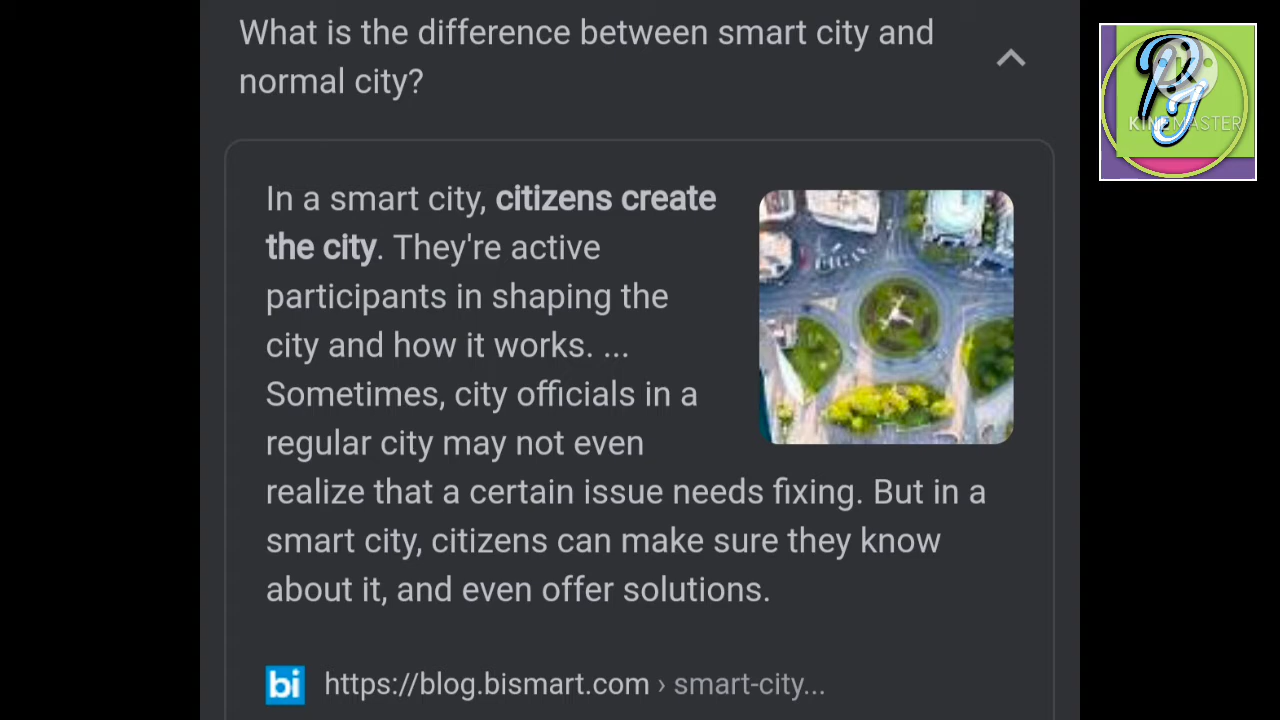 What is the difference between smart city and
normal city?
In a smart city, citizens create
the city. They're active
participants in shaping the
city and how it works. ...
Sometimes, city officials in a
regular city may not even
realize that a certain issue needs fixing. But in a
smart city, citizens can make sure they know
about it, and even offer solutions.
bi https://blog.bismart.com › smart-city...
PJ
K
KINEMASTER